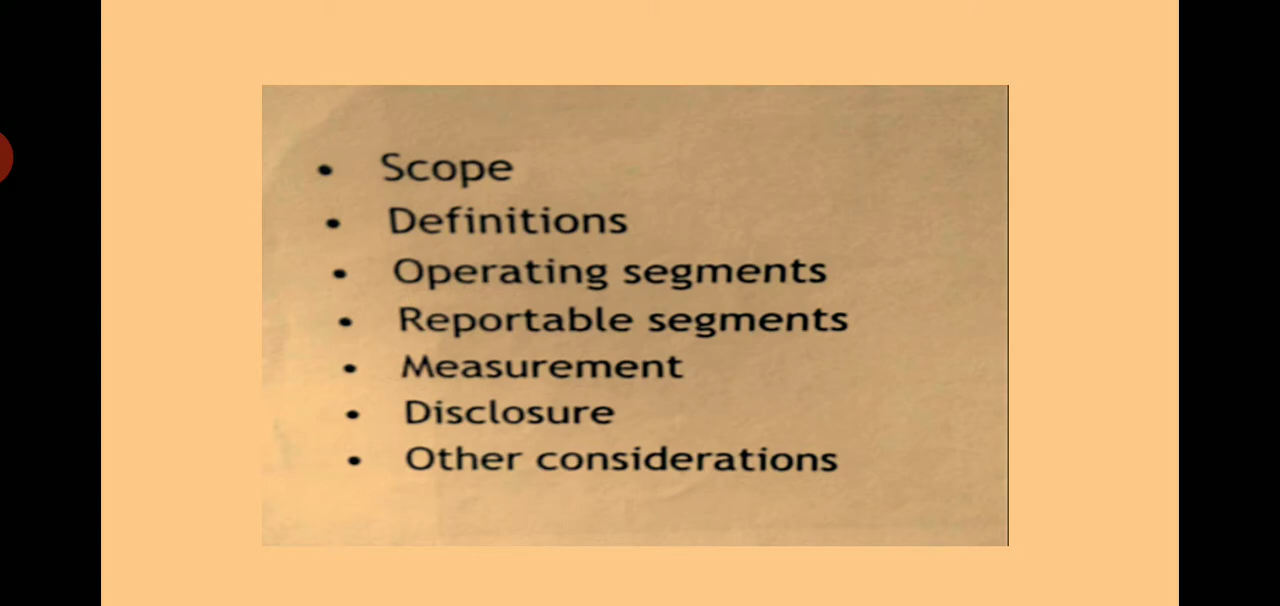 • Scope
• Definitions
• Operating segments
• Reportable segments
• Measurement
• Disclosure
• Other considerations